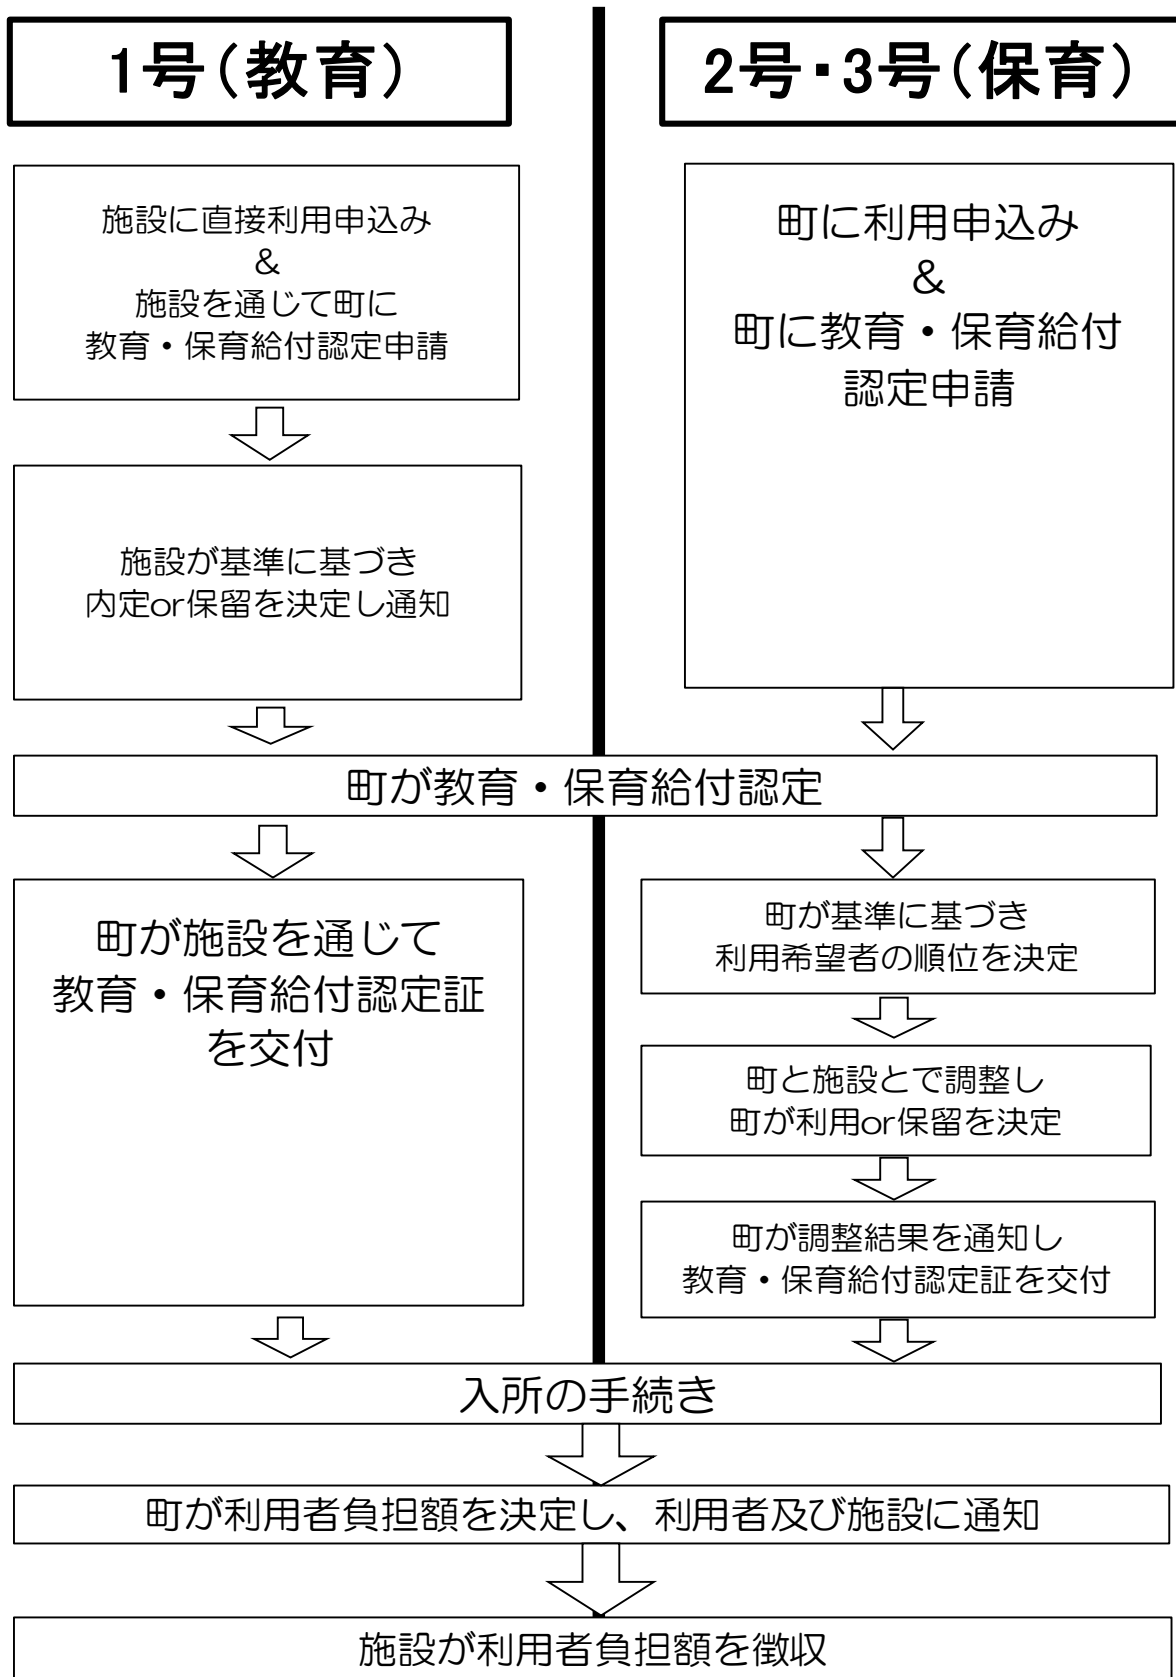 1号(教育)
2号・3号(保育)
施設に直接利用申込み
&
施設を通じて町に
教育・保育給付認定申請
町に利用申込み
&
町に教育・保育給付
認定申請
施設が基準に基づき
内定or保留を決定し通知
町が教育・保育給付認定
町が施設を通じて
教育・保育給付認定証
を交付
町が基準に基づき
利用希望者の順位を決定
町と施設とで調整し
町が利用or保留を決定
町が調整結果を通知し
教育・保育給付認定証を交付
入所の手続き
町が利用者負担額を決定し、利用者及び施設に通知
施設が利用者負担額を徴収